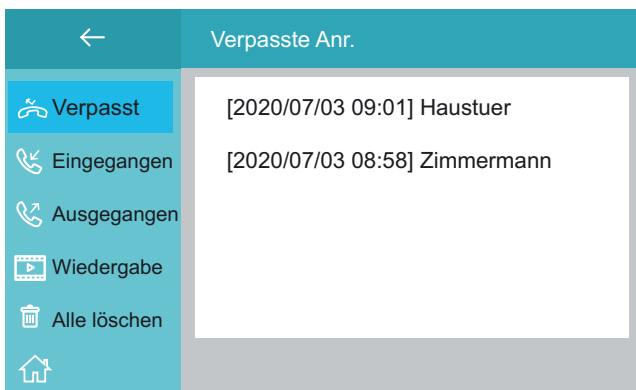 Verpasste Anr.
Verpasst
Eingegangen
Ausgegangen
Wiedergabe
Alle löschen
[2020/07/03 09:01] Haustuer
[2020/07/03 08:58] Zimmermann